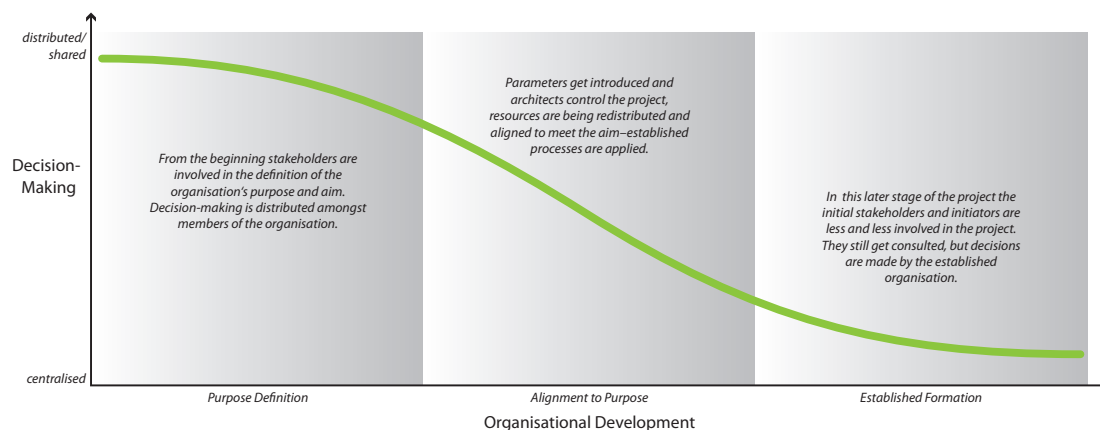 distributed/
shared
Decision-
Making
centralised
From the beginning stakeholders are
involved in the definition of the
organisation's purpose and aim.
Decision-making is distributed amongst
members of the organisation.
Parameters get introduced and
architects control the project,
resources are being redistributed and
aligned to meet the aim–established
processes are applied.
In this later stage of the project the
initial stakeholders and initiators are
less and less involved in the project.
They still get consulted, but decisions
are made by the established
organisation.
Purpose Definition
Alignment to Purpose
Established Formation
Organisational Development